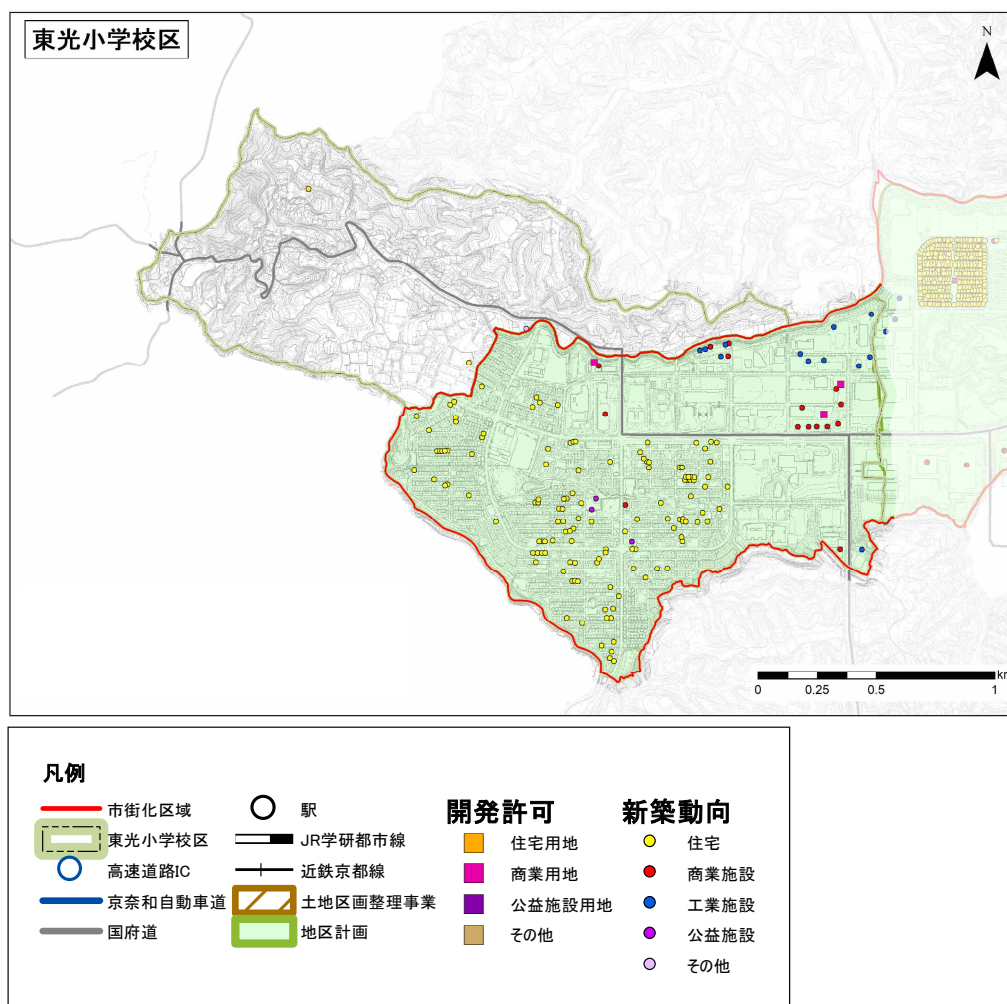 東光小学校区
N
km
0 0.25 0.5 1
凡例
市街化区域
東光小学校区
高速道路IC
京奈和自動車道
国府道
駅
JR学研都市線
近鉄京都線
土地区画整理事業
地区計画
開発許可
住宅用地
商業用地
公益施設用地
その他
新築動向
住宅
商業施設
工業施設
公益施設
その他